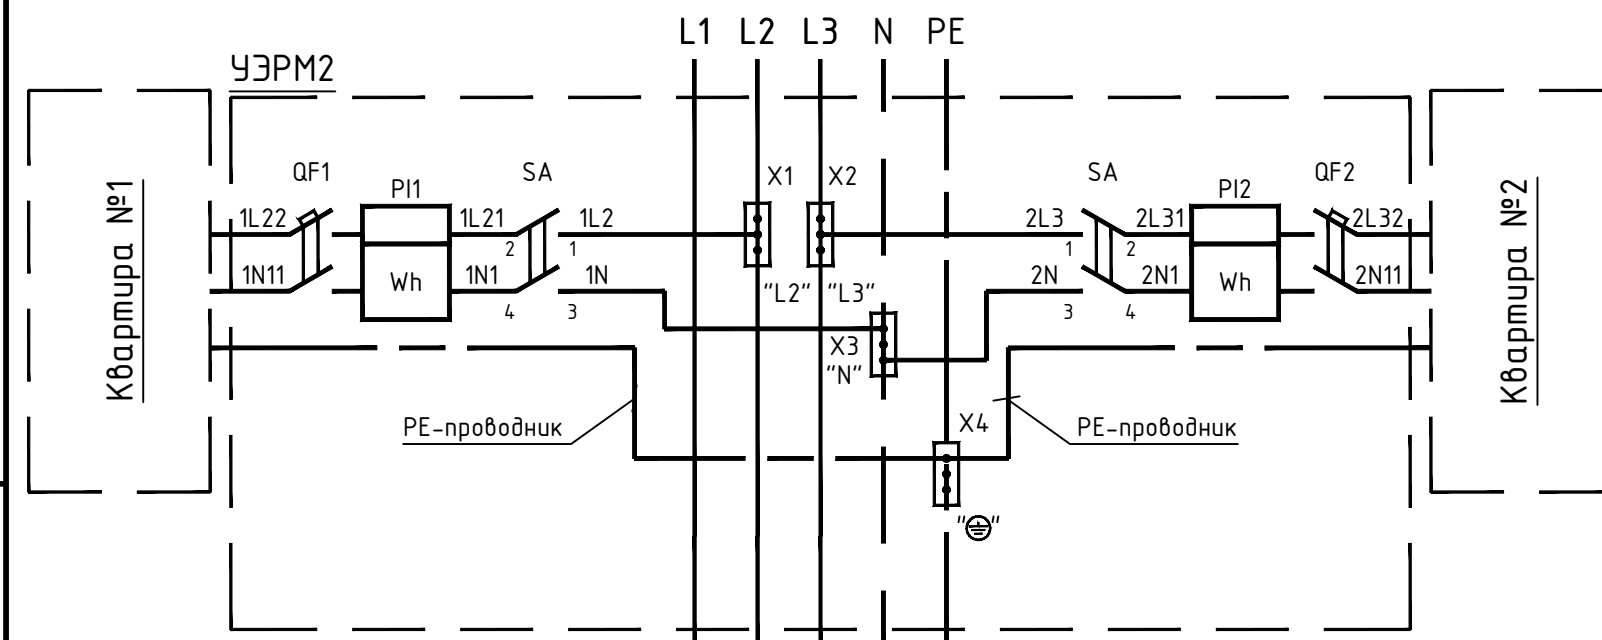 L1 L2 L3 N PE
УЭРМ2
QF1 SA X1 X2 SA QF2
PI1 PI2
1L22 1L21 1L2 2L3 2L31 2L32
2 1 1 2
1N11 Wh 1N1 1N 2N 2N1 Wh 2N11
"L2" "L3"
4 3 3 4
X3
"N"
X4
РЕ-проводник РЕ-проводник
"⏚"
Квартира №1
Квартира №2